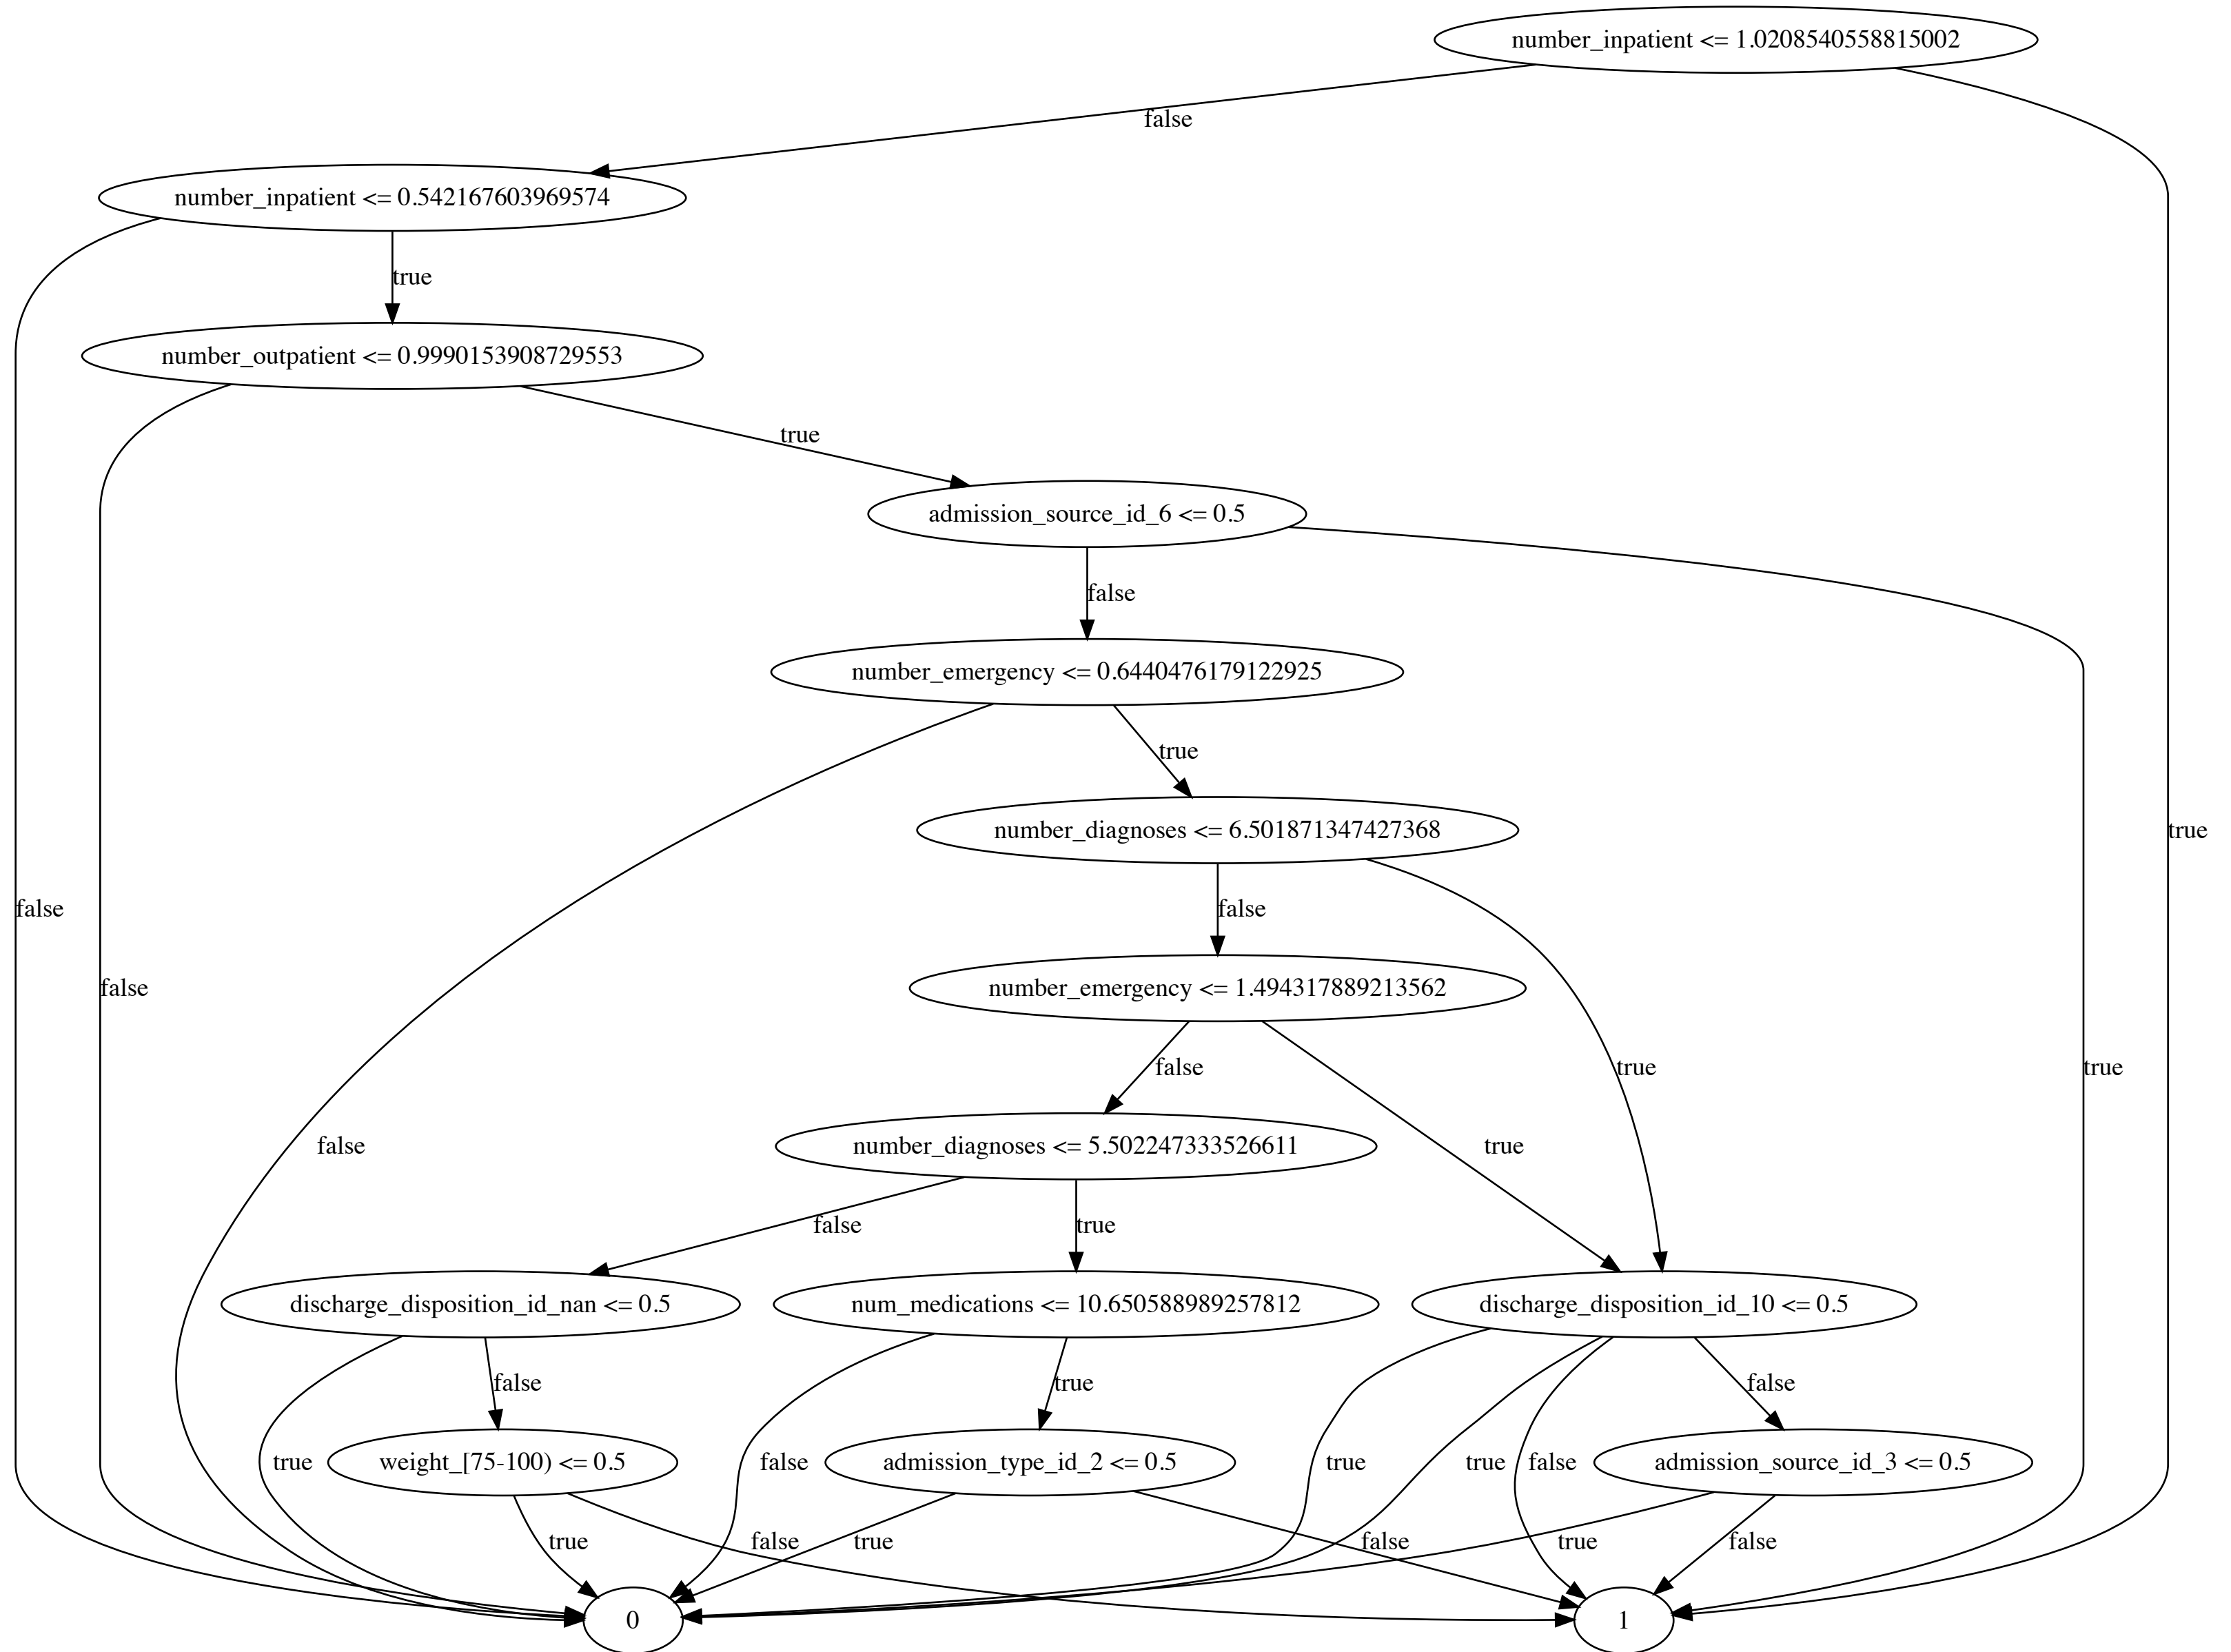 number_inpatient <= 1.0208540558815002
false
number_inpatient <= 0.542167603969574
true
number_outpatient <= 0.9990153908729553
true
admission_source_id_6 <= 0.5
false
number_emergency <= 0.6440476179122925
true
number_diagnoses <= 6.501871347427368
true
false
false
number_emergency <= 1.494317889213562
false
false
true
true
number_diagnoses <= 5.502247333526611
false
true
true
false
true
discharge_disposition_id_nan <= 0.5
num_medications <= 10.650588989257812
discharge_disposition_id_10 <= 0.5
false
true
false
true
weight_[75-100) <= 0.5
false
admission_type_id_2 <= 0.5
true
true
false
admission_source_id_3 <= 0.5
true
false
true
false
true
false
0
1